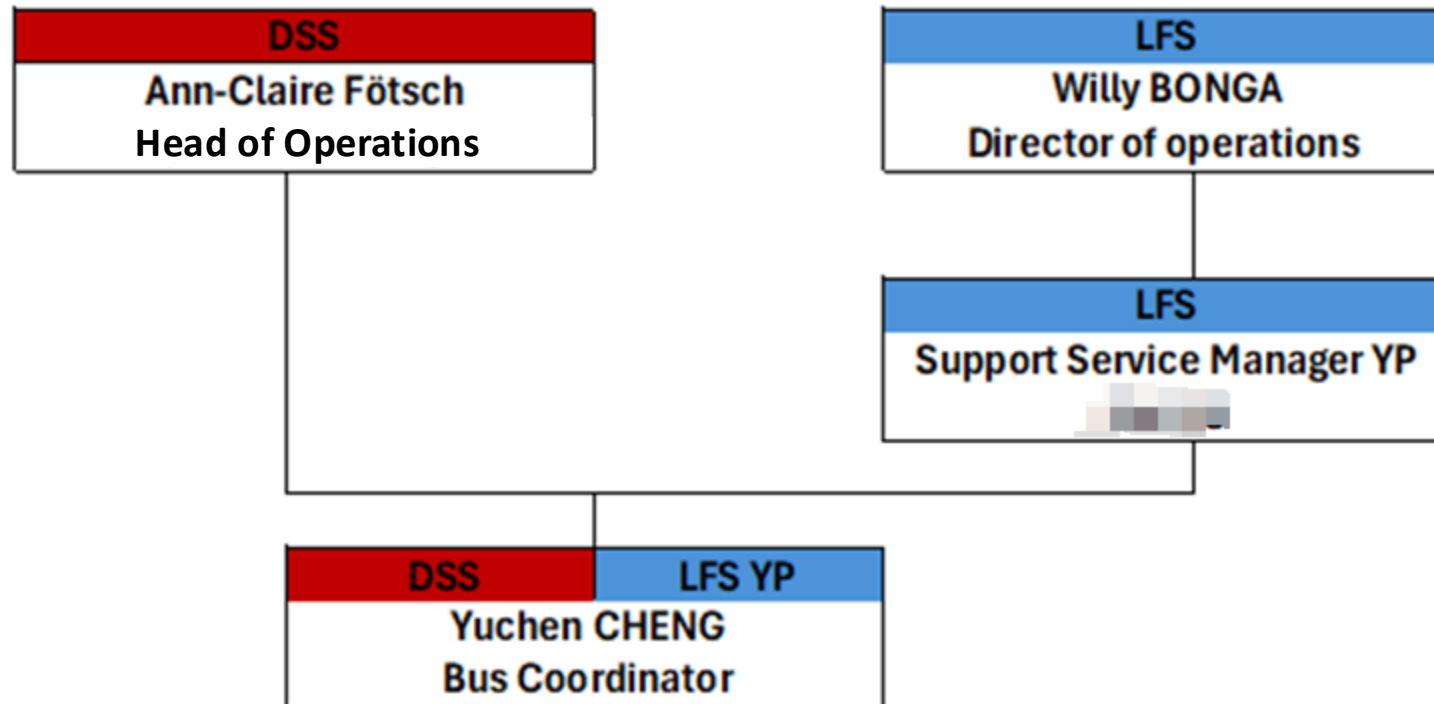 DSS
Ann-Claire Fötsch
Head of Operations
LFS
Willy BONGA
Director of operations
LFS
Support Service Manager YP
DSS
LFS YP
Yuchen CHENG
Bus Coordinator